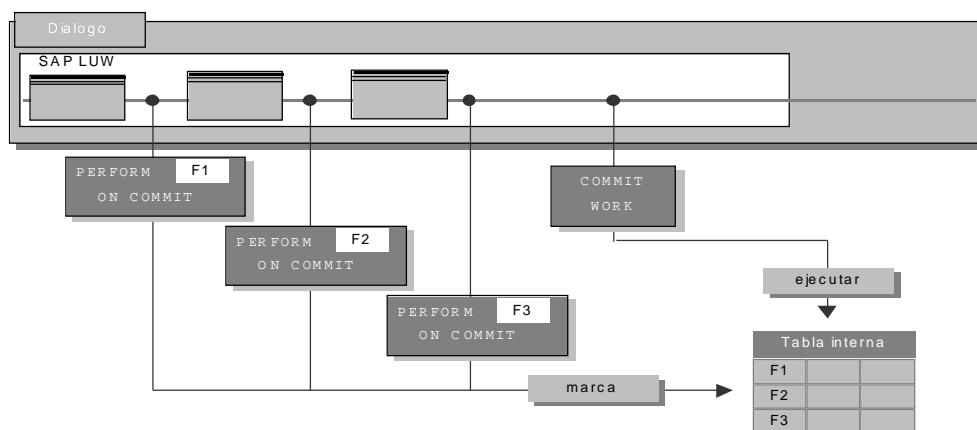 Dialogo
SAP LUW
PERFORM F1
ON COMMIT
PERFORM F2
ON COMMIT
PERFORM F3
ON COMMIT
COMMIT
WORK
ejecutar
marca
Tabla interna
F1
F2
F3